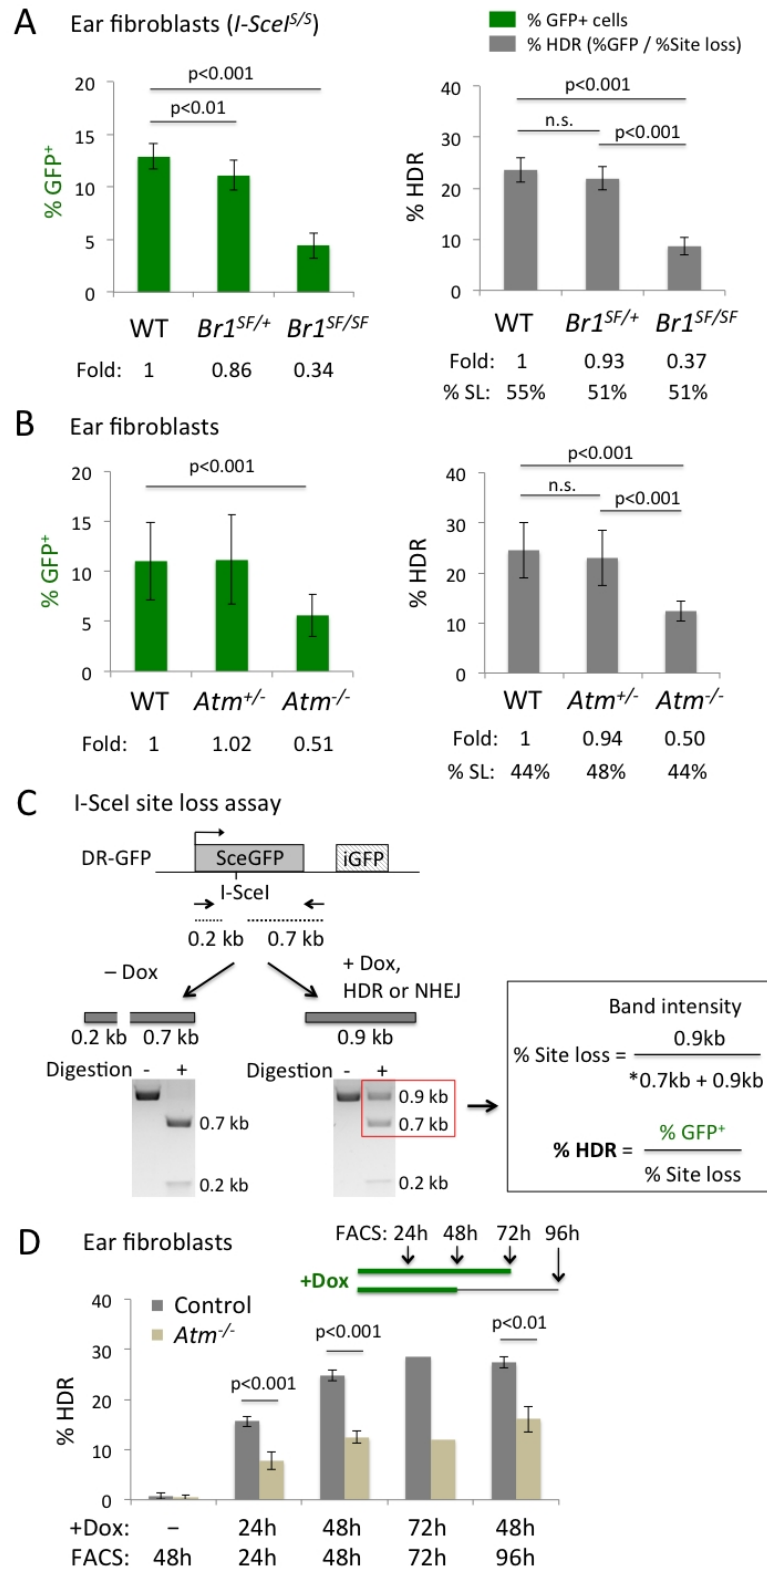 A Ear fibroblasts (I-SceI^S/S)
% GFP+ cells
% HDR (%GFP / %Site loss)
% GFP+
20
15
10
5
0
p<0.001
p<0.01
WT Br1^SF/+ Br1^SF/SF
Fold: 1 0.86 0.34
% HDR
40
30
20
10
0
p<0.001
n.s.
p<0.001
WT Br1^SF/+ Br1^SF/SF
Fold: 1 0.93 0.37
% SL: 55% 51% 51%
B Ear fibroblasts
% GFP+
20
15
10
5
0
p<0.001
WT Atm+/- Atm-/-
Fold: 1 1.02 0.51
% HDR
40
30
20
10
0
p<0.001
n.s.
p<0.001
WT Atm+/- Atm-/-
Fold: 1 0.94 0.50
% SL: 44% 48% 44%
C I-SceI site loss assay
DR-GFP SceGFP iGFP
I-SceI
0.2 kb 0.7 kb
– Dox
+ Dox,
HDR or NHEJ
0.2 kb 0.7 kb
0.9 kb
Digestion - +
0.7 kb
0.2 kb
Digestion - +
0.9 kb
0.7 kb
0.2 kb
Band intensity
% Site loss = 0.9kb
*0.7kb + 0.9kb
% HDR = % GFP+
% Site loss
D Ear fibroblasts
FACS: 24h 48h 72h 96h
+Dox
Control
Atm-/-
% HDR
40
30
20
10
0
p<0.001
p<0.001
p<0.01
+Dox: – 24h 48h 72h 48h
FACS: 48h 24h 48h 72h 96h